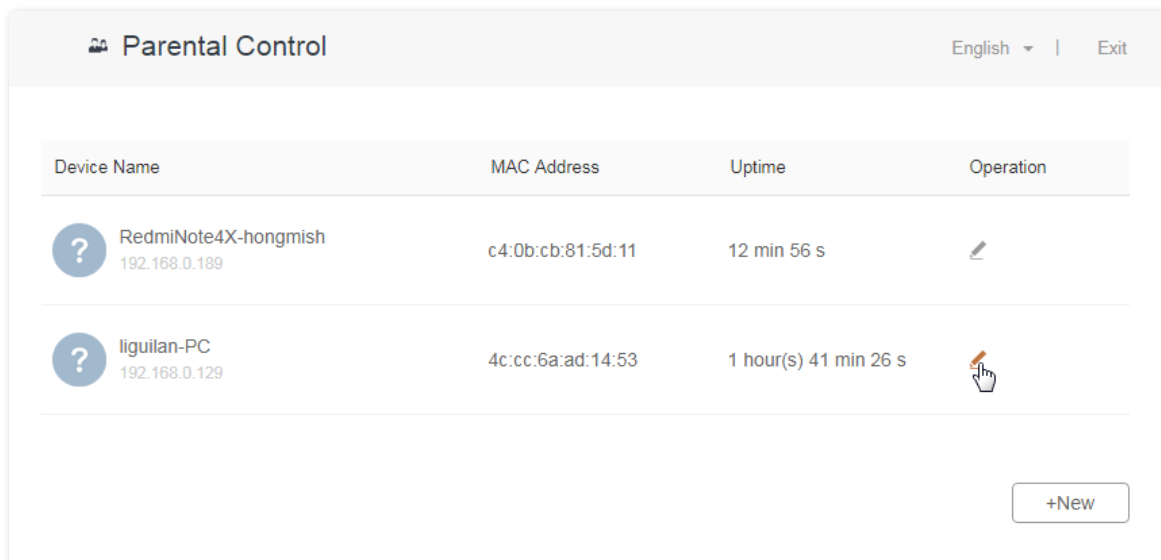 Parental Control
English | Exit
Device Name MAC Address Uptime Operation
RedmiNote4X-hongmish
192.168.0.189
c4:0b:cb:81:5d:11 12 min 56 s
liguilan-PC
192.168.0.129
4c:cc:6a:ad:14:53 1 hour(s) 41 min 26 s
+New